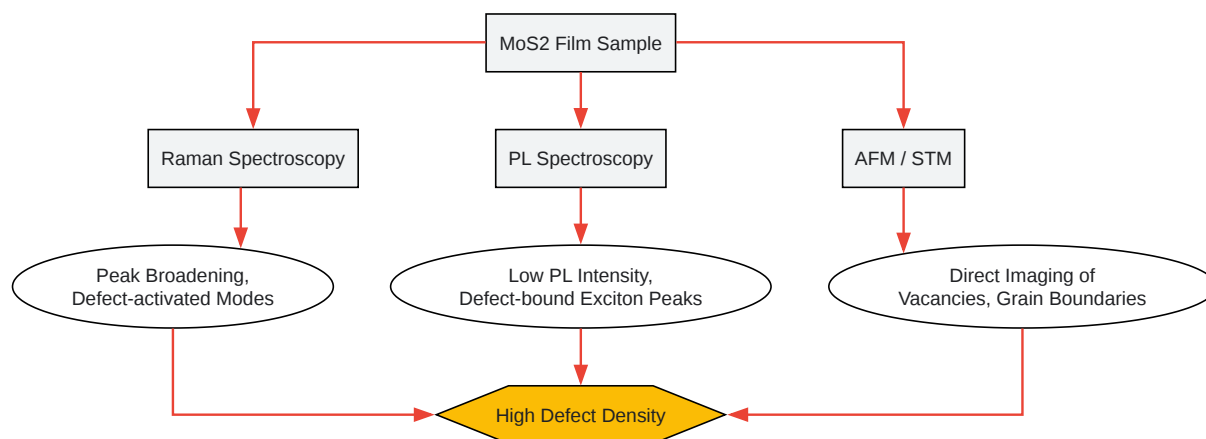 MoS2 Film Sample
Raman Spectroscopy
PL Spectroscopy
AFM / STM
Peak Broadening,
Defect-activated Modes
Low PL Intensity,
Defect-bound Exciton Peaks
Direct Imaging of
Vacancies, Grain Boundaries
High Defect Density